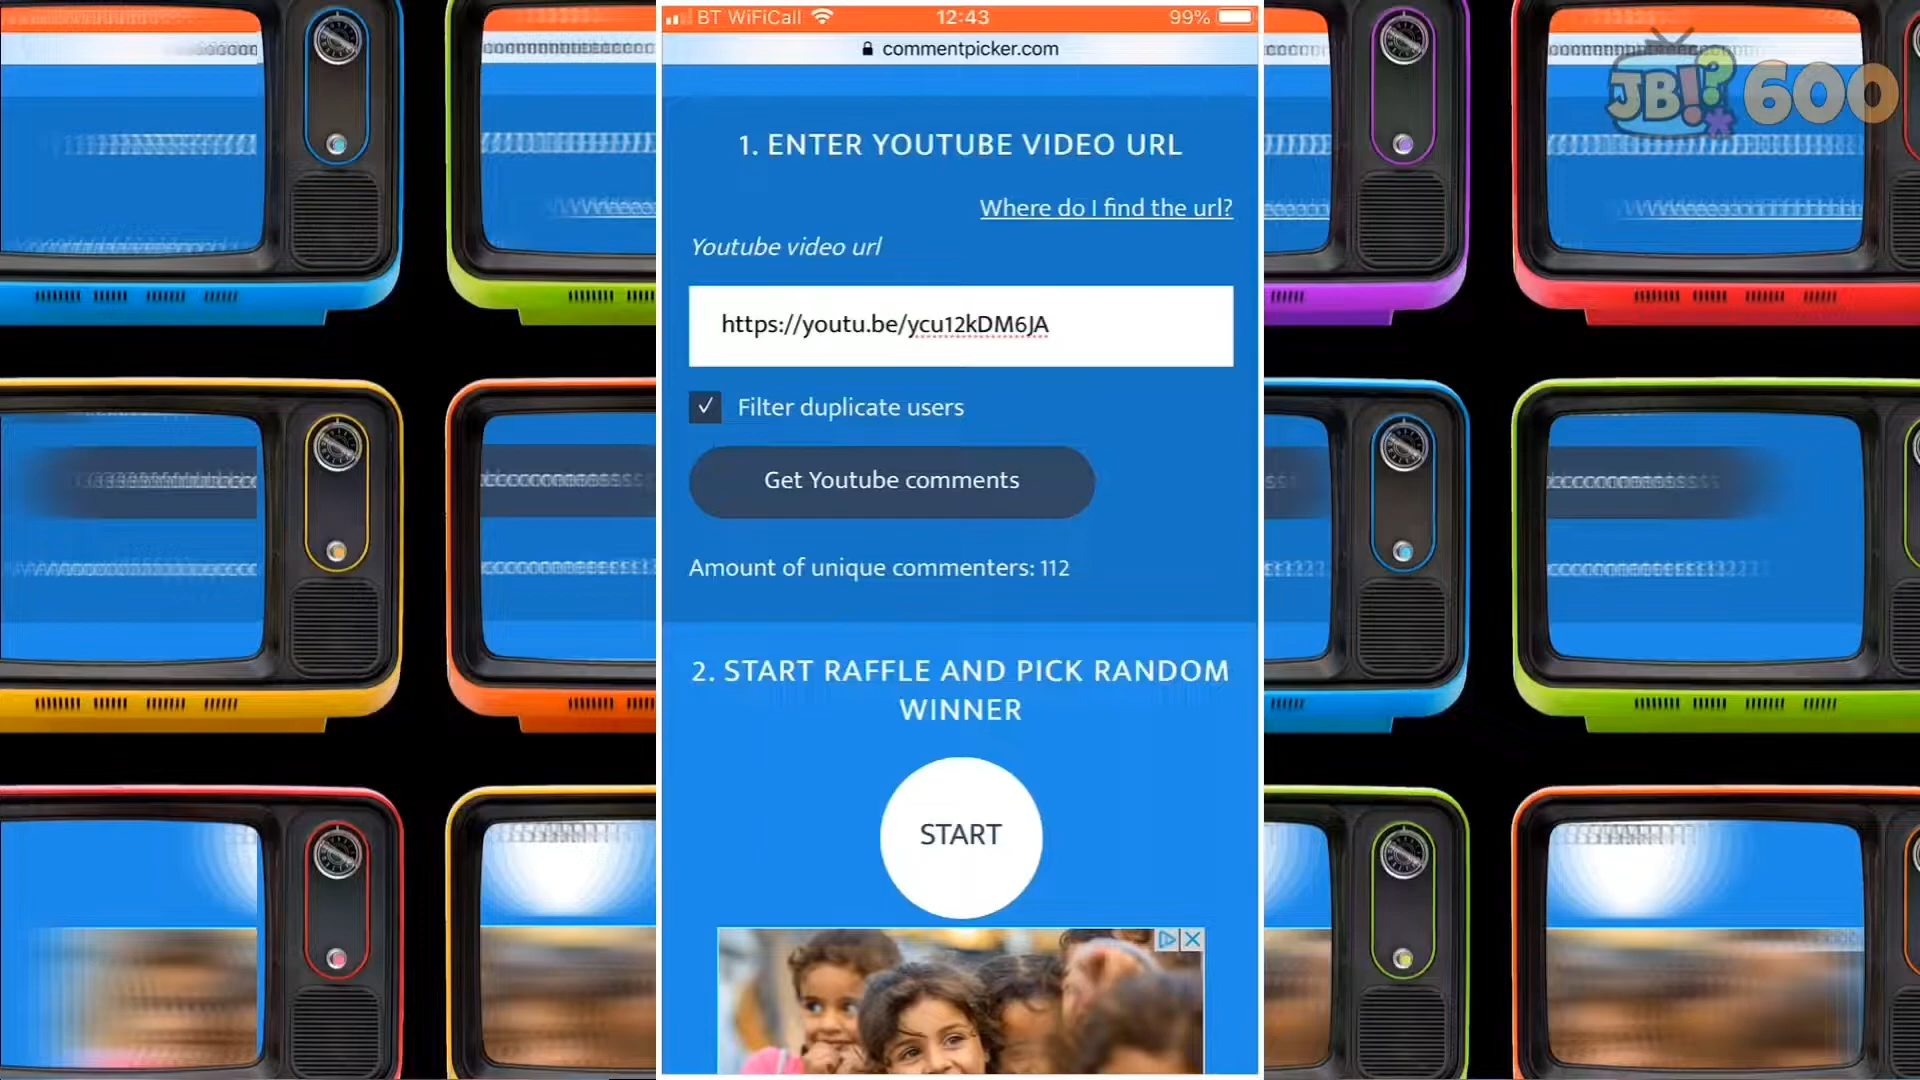 BT WiFiCall 12:43 99%
commentpicker.com
JB!?* 600
1. ENTER YOUTUBE VIDEO URL
Where do I find the url?
Youtube video url
https://youtu.be/ycu12kDM6JA
✓ Filter duplicate users
Get Youtube comments
Amount of unique commenters: 112
2. START RAFFLE AND PICK RANDOM
WINNER
START